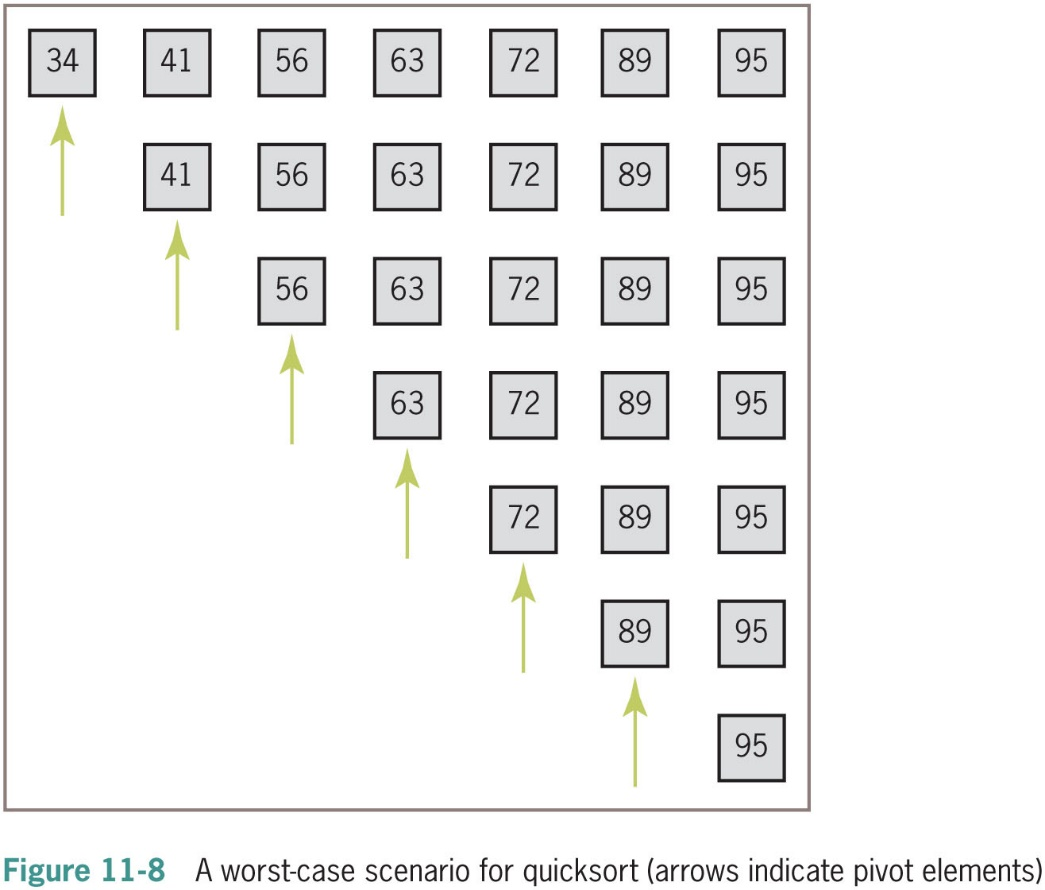 34 41 56 63 72 89 95
41 56 63 72 89 95
56 63 72 89 95
63 72 89 95
72 89 95
89 95
95
Figure 11-8 A worst-case scenario for quicksort (arrows indicate pivot elements)